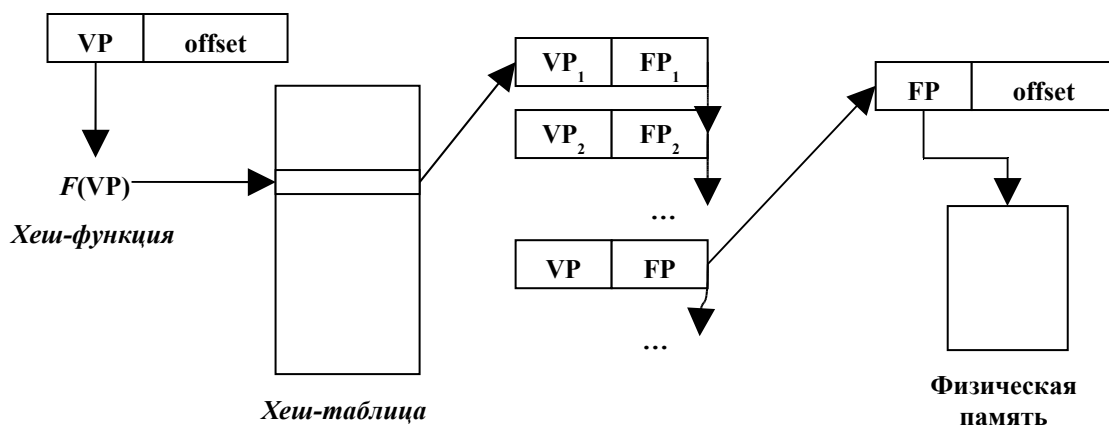 VP offset
F(VP)
Хеш-функция
Хеш-таблица
VP₁ FP₁
VP₂ FP₂
...
VP FP
...
FP offset
Физическая
память